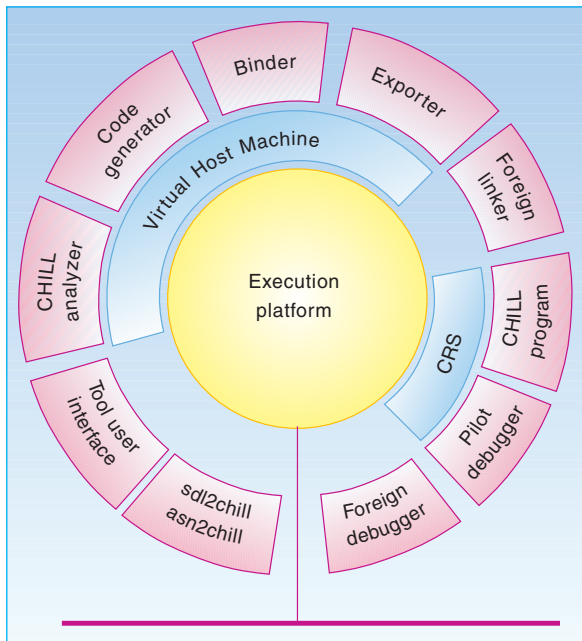 Binder
Exporter
Code
generator
Virtual Host Machine
Foreign
linker
CHILL
analyzer
Execution
platform
CHILL
program
CRS
Tool user
interface
Pilot
debugger
sdl2chill
asn2chill
Foreign
debugger